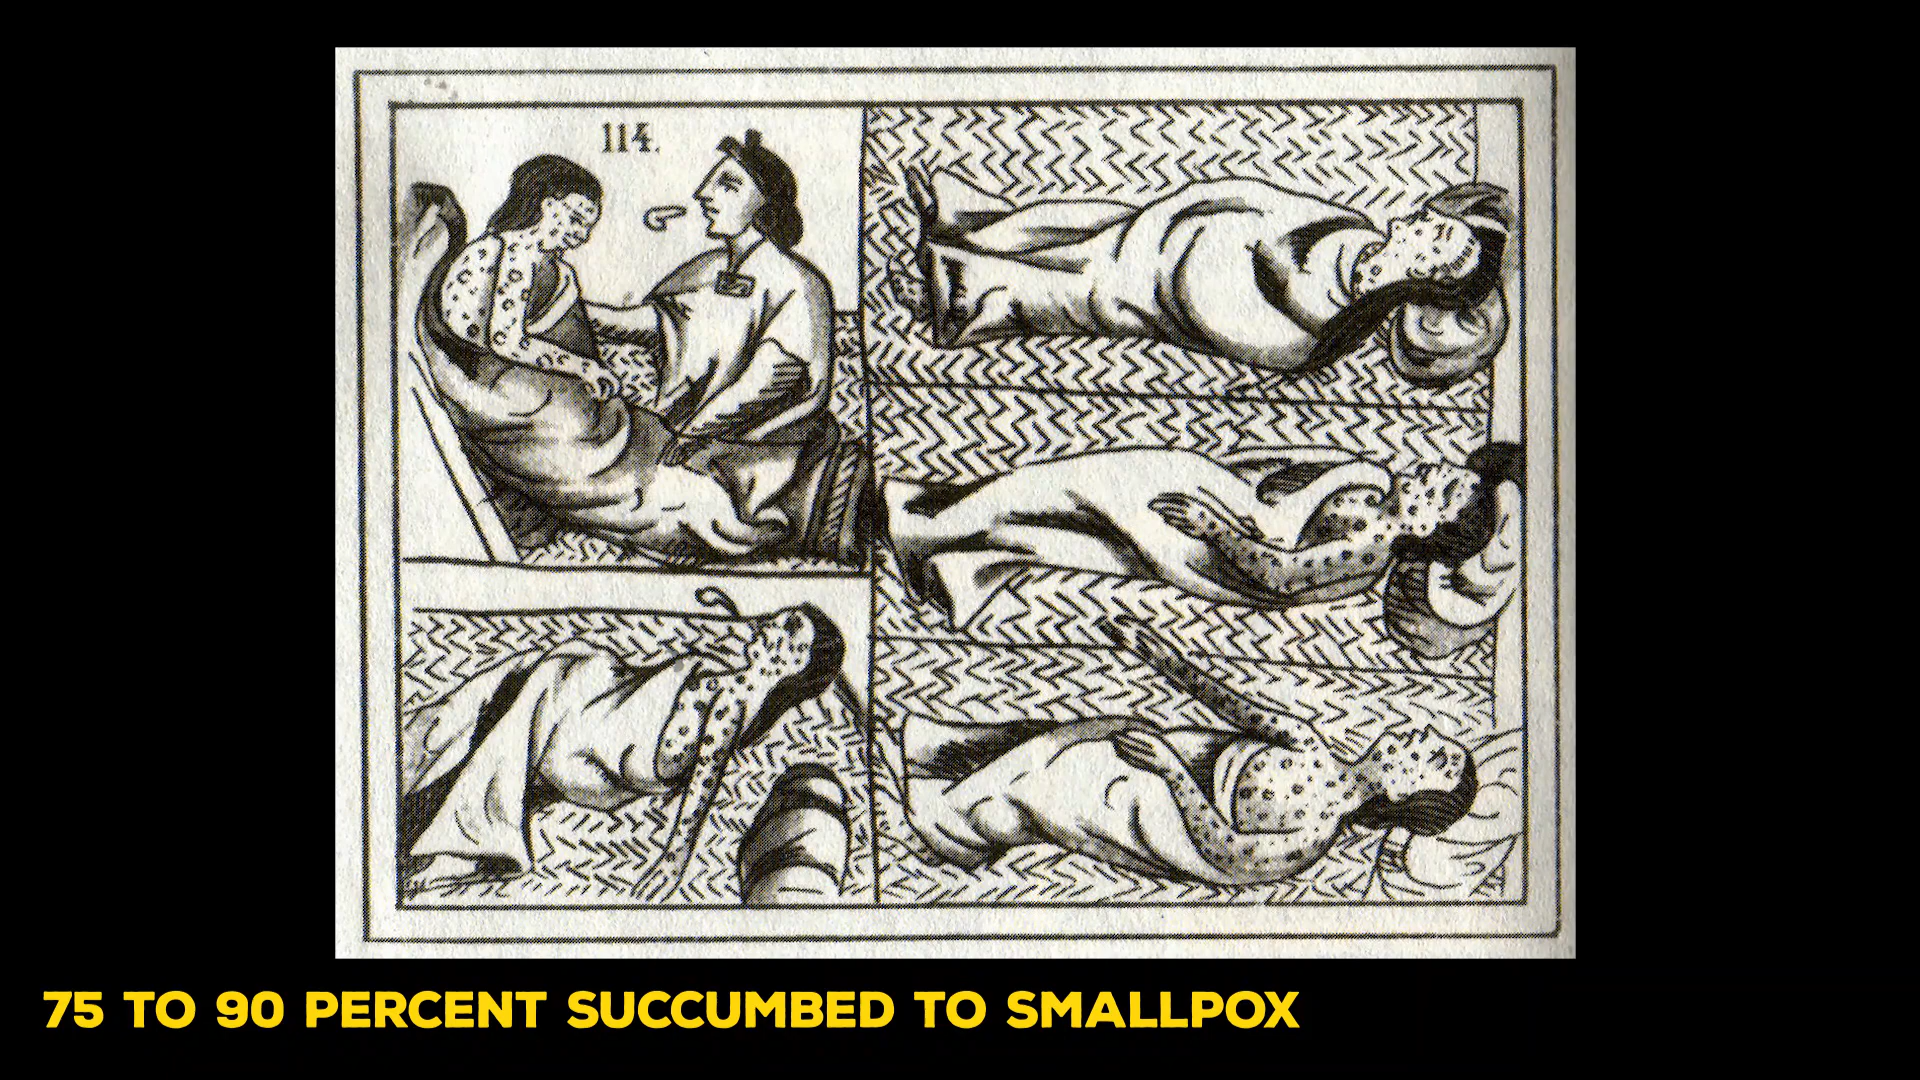 114.
75 TO 90 PERCENT SUCCUMBED TO SMALLPOX